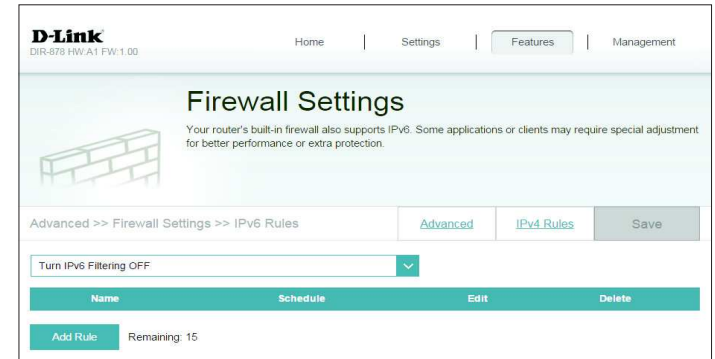 D-Link
DIR-878 HW:A1 FW:1.00
Home | Settings | Features | Management
Firewall Settings
Your router's built-in firewall also supports IPv6. Some applications or clients may require special adjustment
for better performance or extra protection.
Advanced >> Firewall Settings >> IPv6 Rules Advanced IPv4 Rules Save
Turn IPv6 Filtering OFF
Name Schedule Edit Delete
Add Rule Remaining: 15